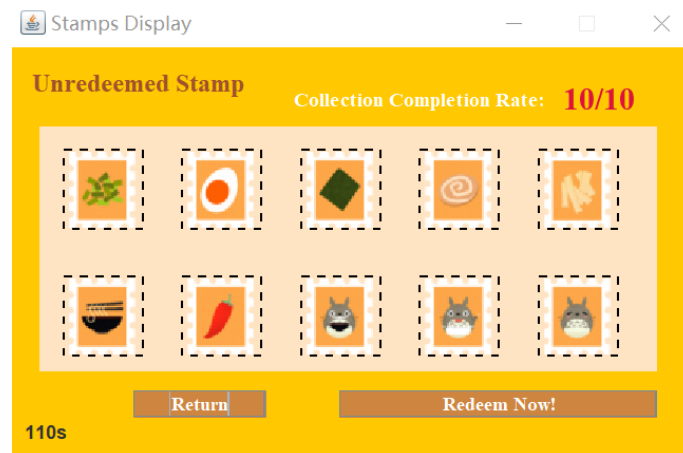 Stamps Display
Unredeemed Stamp
Collection Completion Rate: 10/10
Return
Redeem Now!
110s